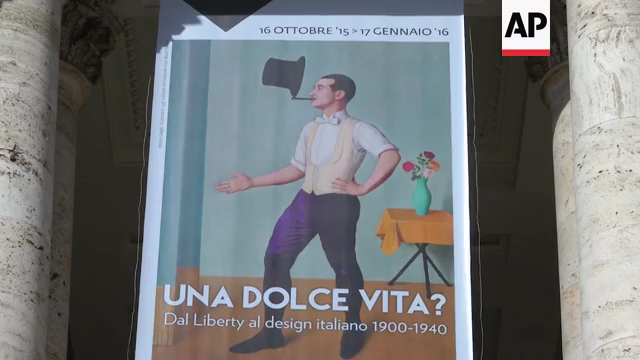 AP
16 OTTOBRE '15 > 17 GENNAIO '16
UNA DOLCE VITA?
Dal Liberty al design italiano 1900-1940